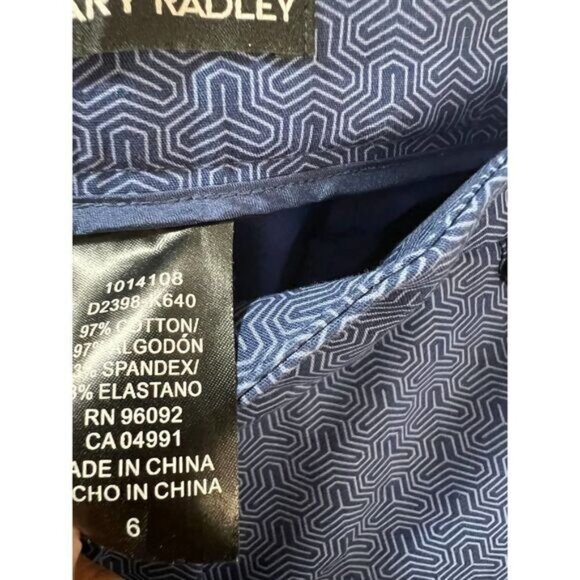 ARY RADLEY
1014108
D2398-K640
97% COTTON/
97% ALGODÓN
3% SPANDEX/
3% ELASTANO
RN 96092
CA 04991
ADE IN CHINA
CHO IN CHINA
6